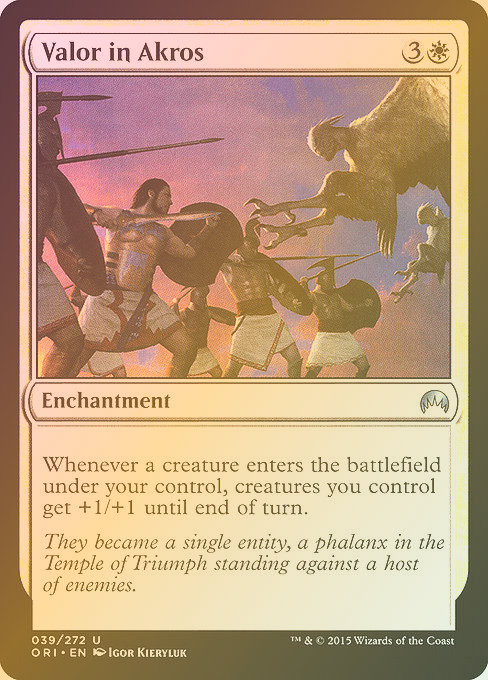 Valor in Akros 3
Enchantment
Whenever a creature enters the battlefield
under your control, creatures you control
get +1/+1 until end of turn.
They became a single entity, a phalanx in the
Temple of Triumph standing against a host
of enemies.
039/272 U
ORI • EN Igor Kieryluk
™ & © 2015 Wizards of the Coast